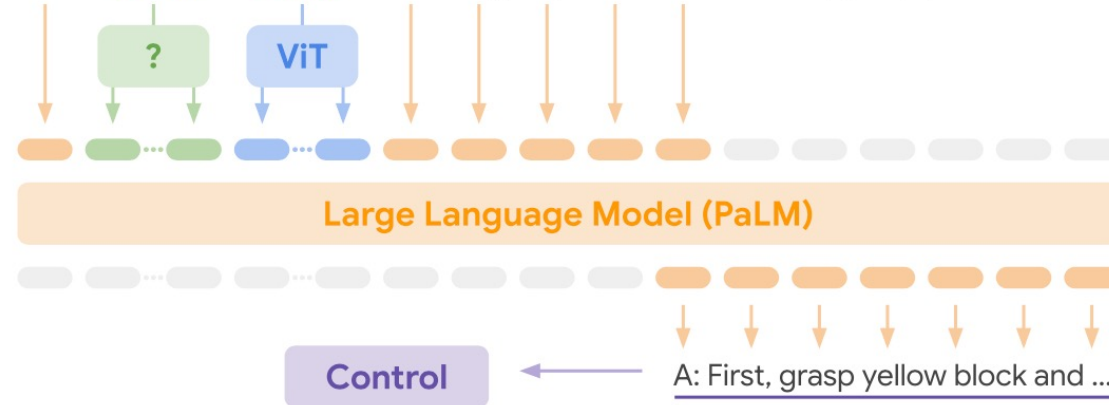 ? ViT
Large Language Model (PaLM)
Control
A: First, grasp yellow block and ...